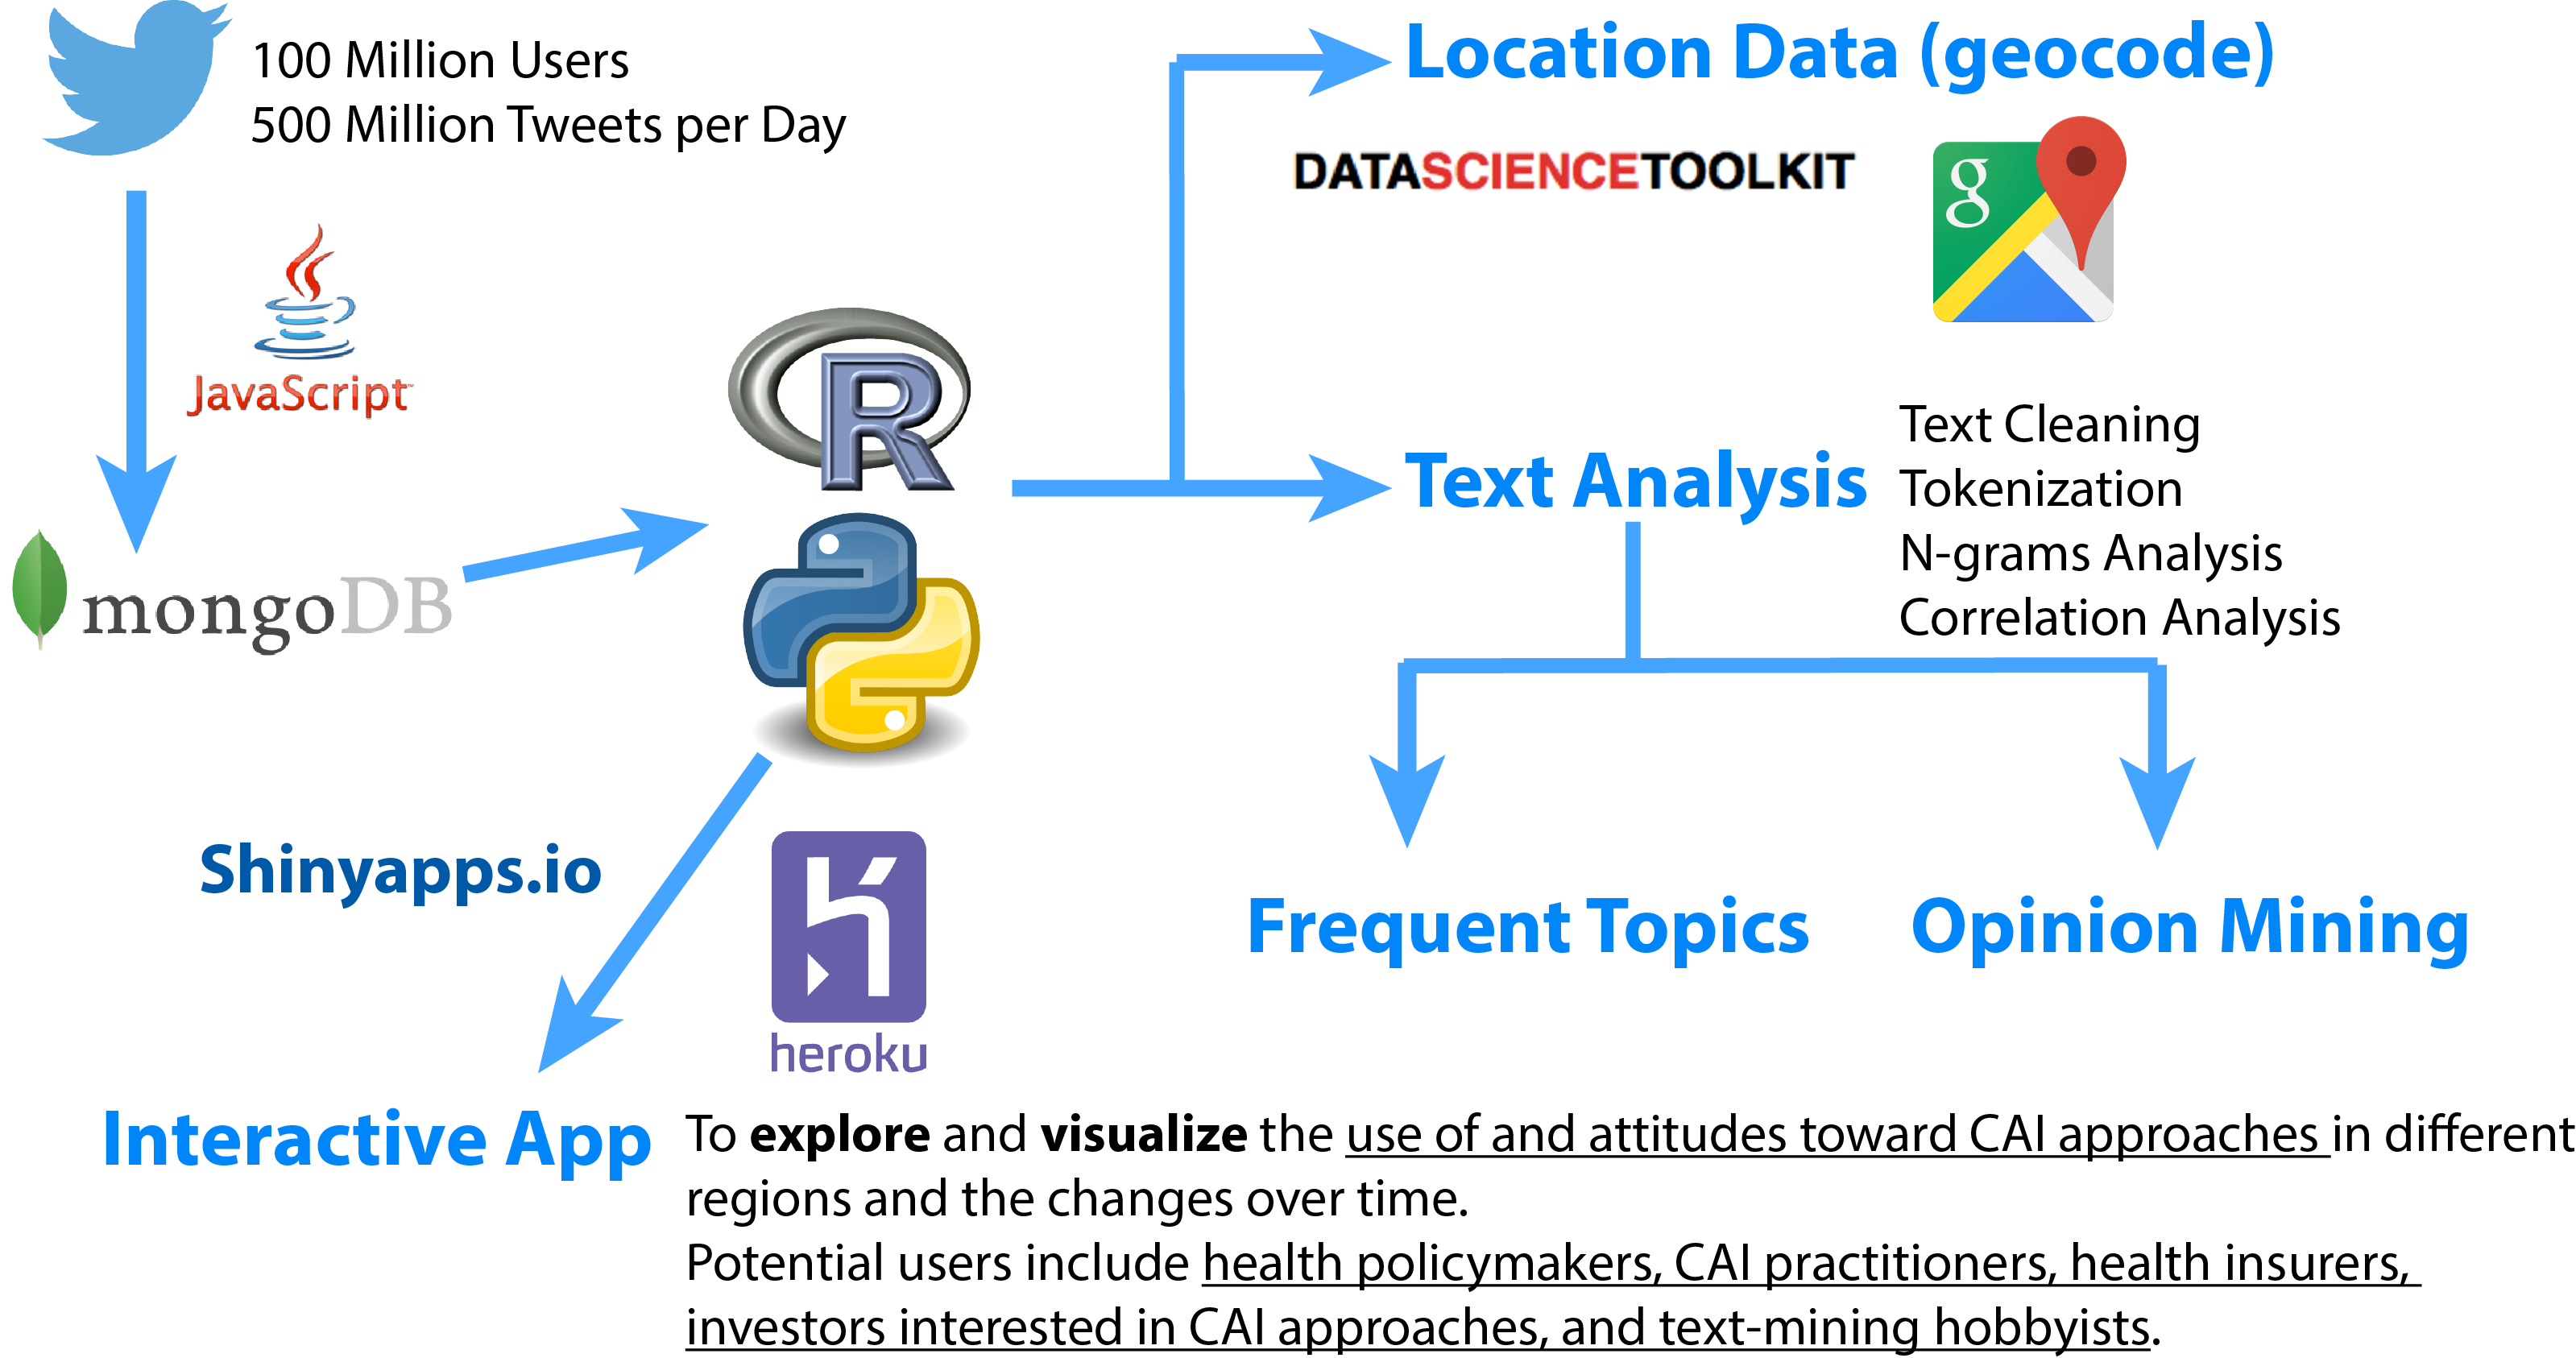 100 Million Users
500 Million Tweets per Day
JavaScript™
mongoDB
R
Location Data (geocode)
DATASCIENCETOOLKIT
g
Text Analysis
Text Cleaning
Tokenization
N-grams Analysis
Correlation Analysis
Frequent Topics
Opinion Mining
Shinyapps.io
heroku
Interactive App
To explore and visualize the use of and attitudes toward CAI approaches in different
regions and the changes over time.
Potential users include health policymakers, CAI practitioners, health insurers,
investors interested in CAI approaches, and text-mining hobbyists.